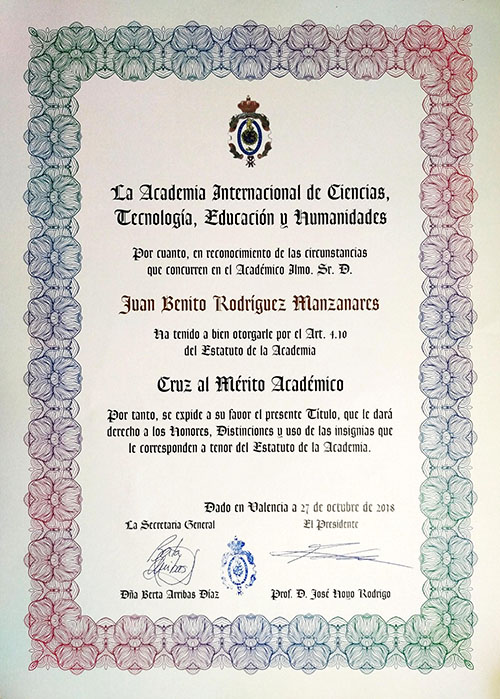 La Academia Internacional de Ciencias,
Tecnología, Educación y Humanidades
Por cuanto, en reconocimiento de las circunstancias
que concurren en el Académico Ilmo. Sr. D.
Juan Benito Rodríguez Manzanares
Ha tenido a bien otorgarle por el Art. 4.10
del Estatuto de la Academia
Cruz al Mérito Académico
Por tanto, se expide a su favor el presente Título, que le dará
derecho a los Honores, Distinciones y uso de las insignias que
le corresponden a tenor del Estatuto de la Academia.
Dado en Valencia a 27 de octubre de 2018
La Secretaria General El Presidente
Dña Berta Arribas Díaz Prof. D. José Hoyo Rodrigo